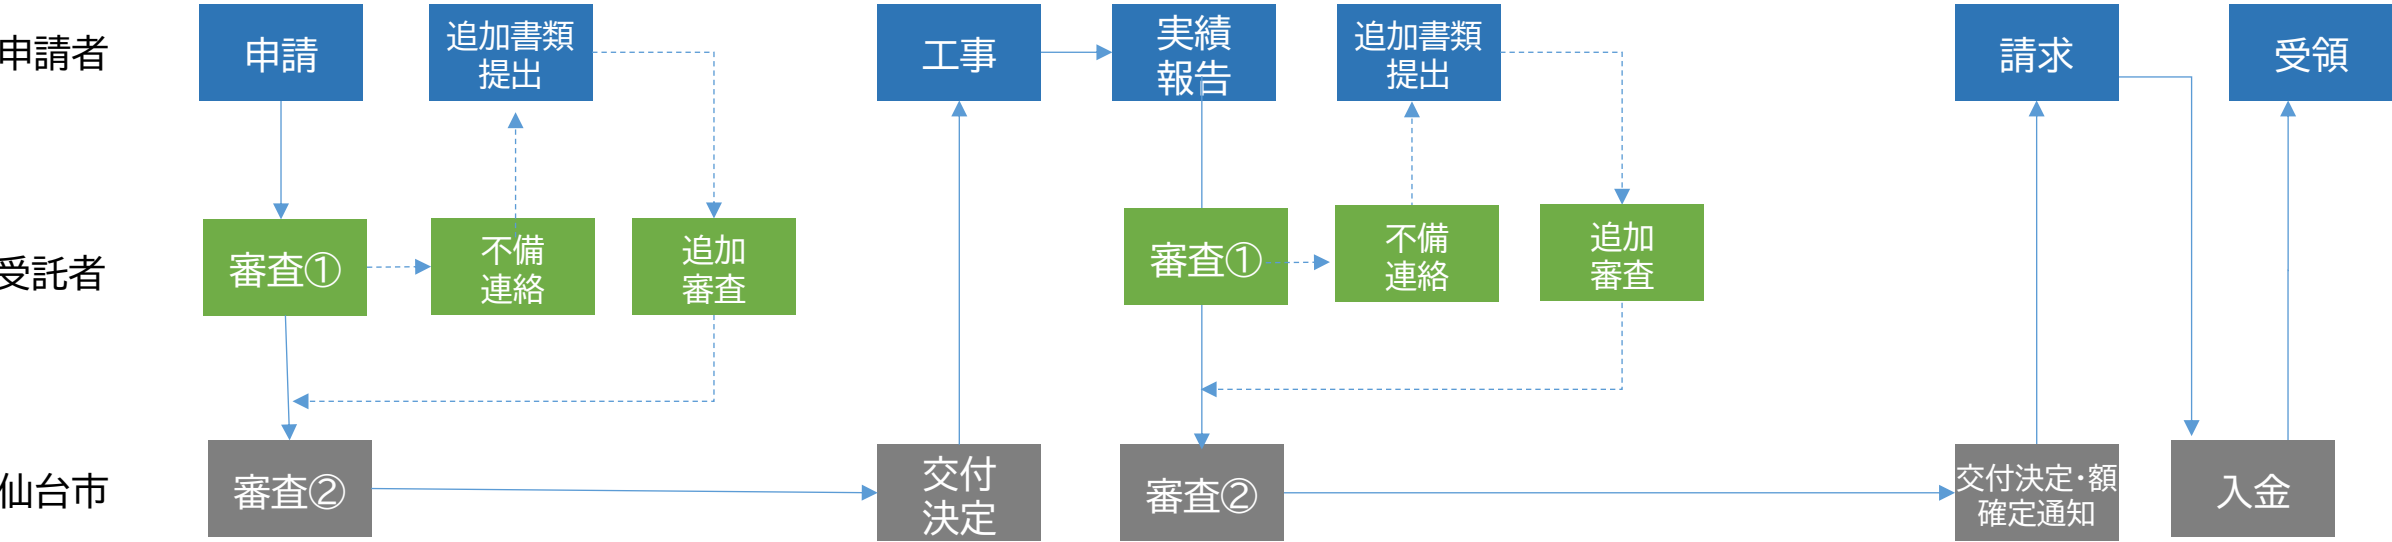 申請者
申請
追加書類
提出
工事
実績
報告
追加書類
提出
請求
受領
受託者
審査①
不備
連絡
追加
審査
審査①
不備
連絡
追加
審査
仙台市
審査②
交付
決定
審査②
交付決定・額
確定通知
入金